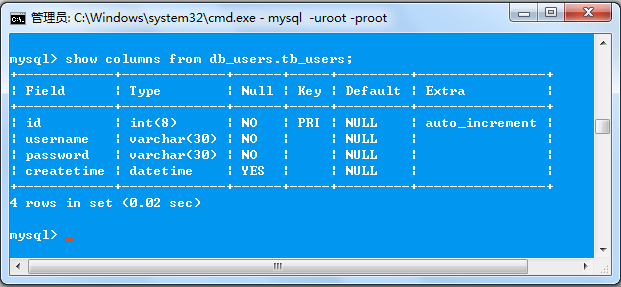 管理员: C:\Windows\system32\cmd.exe - mysql  -uroot -proot
mysql> show columns from db_users.tb_users;
+------------+-------------+------+-----+---------+----------------+
| Field      | Type        | Null | Key | Default | Extra          |
+------------+-------------+------+-----+---------+----------------+
| id         | int(8)      | NO   | PRI | NULL    | auto_increment |
| username   | varchar(30) | NO   |     | NULL    |                |
| password   | varchar(30) | NO   |     | NULL    |                |
| createtime | datetime    | YES  |     | NULL    |                |
+------------+-------------+------+-----+---------+----------------+
4 rows in set (0.02 sec)
mysql>